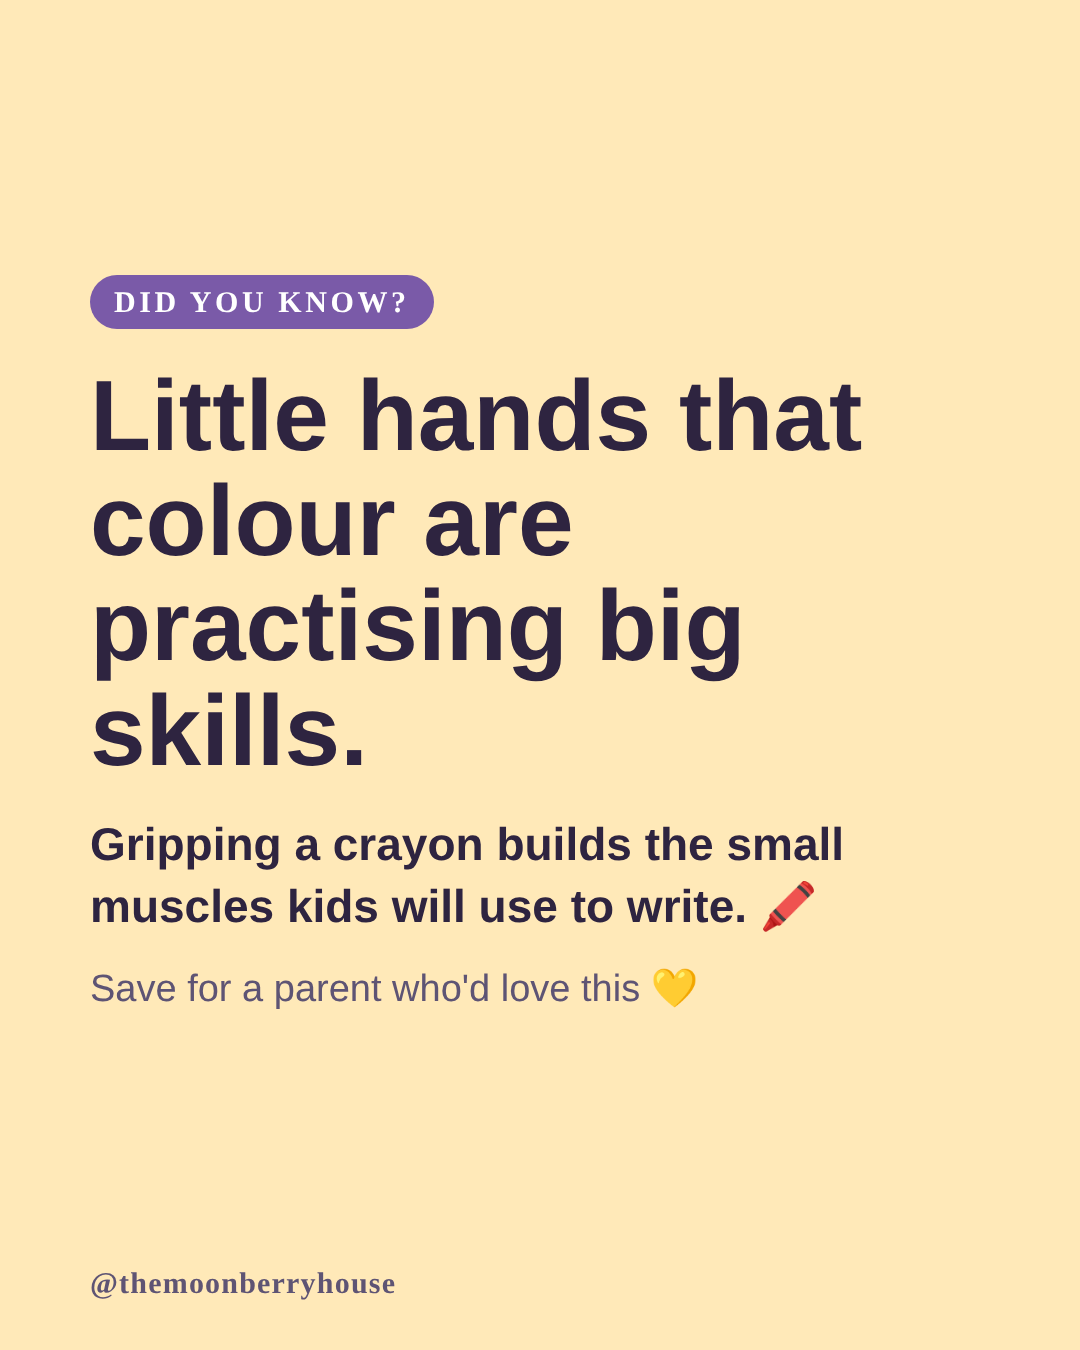 DID YOU KNOW?
Little hands that
colour are
practising big
skills.
Gripping a crayon builds the small
muscles kids will use to write. 🖍️
Save for a parent who'd love this 💛
@themoonberryhouse